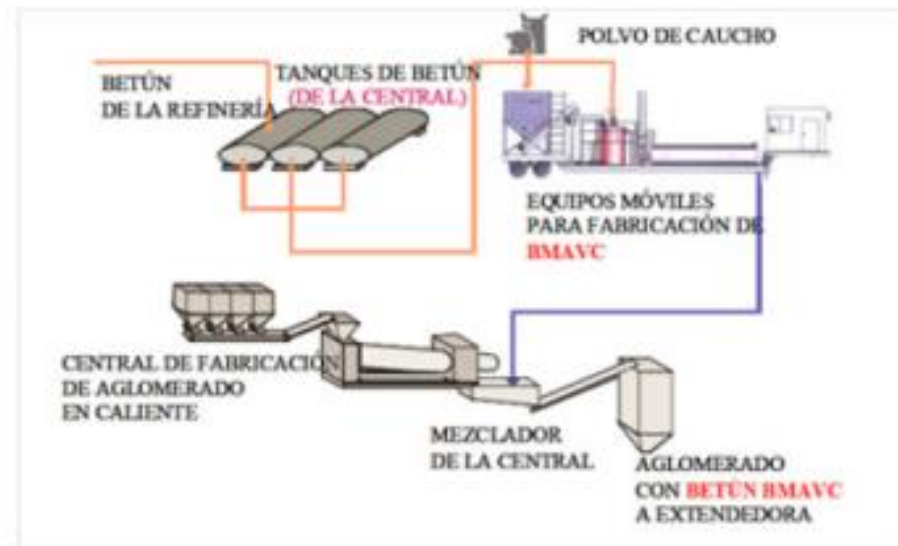 POLVO DE CAUCHO
BETÚN
DE LA REFINERÍA
TANQUES DE BETÚN
(DE LA CENTRAL)
EQUIPOS MÓVILES
PARA FABRICACIÓN DE
BMAVC
CENTRAL DE FABRICACIÓN
DE AGLOMERADO
EN CALIENTE
MEZCLADOR
DE LA CENTRAL
AGLOMERADO
CON BETÚN BMAVC
A EXTENDEDORA